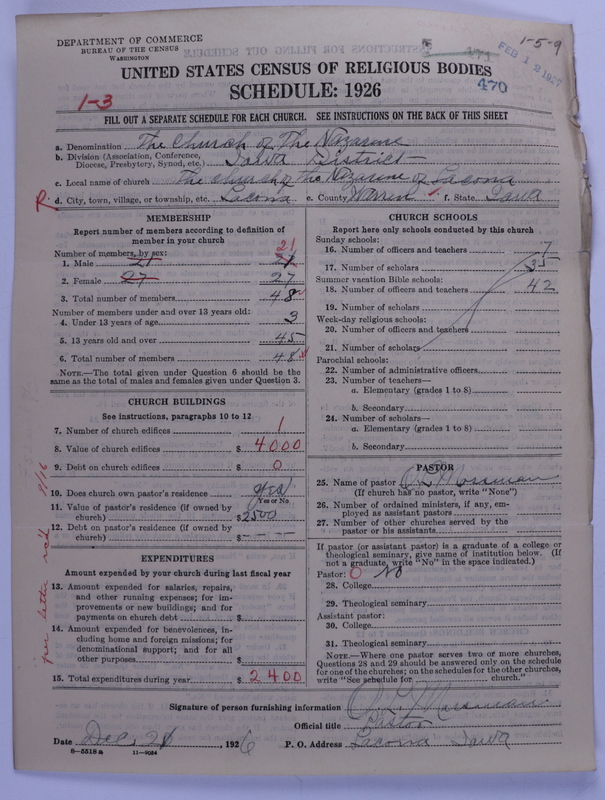 DEPARTMENT OF COMMERCE
BUREAU OF THE CENSUS
WASHINGTON
1-5-9
471
FEB 12 1927
470
UNITED STATES CENSUS OF RELIGIOUS BODIES
SCHEDULE: 1926
1-3
FILL OUT A SEPARATE SCHEDULE FOR EACH CHURCH. SEE INSTRUCTIONS ON THE BACK OF THIS SHEET
a. Denomination The Church of The Nazarene
b. Division (Association, Conference, Diocese, Presbytery, Synod, etc.) Iowa District
c. Local name of church The Church of the Nazarene of Lacona
R. d. City, town, village, or township, etc. Lacona e. County Warren f. State Iowa
MEMBERSHIP
Report number of members according to definition of member in your church
Number of members, by sex:
1. Male 21 21 21
2. Female 27 27
3. Total number of members 48
Number of members under and over 13 years old:
4. Under 13 years of age 3
5. 13 years old and over 45
6. Total number of members 48
NOTE.—The total given under Question 6 should be the same as the total of males and females given under Question 3.
CHURCH BUILDINGS
See instructions, paragraphs 10 to 12
7. Number of church edifices 1
8. Value of church edifices $ 4000
9. Debt on church edifices $ 0
10. Does church own pastor's residence yes
Yes or No
11. Value of pastor's residence (if owned by church) $ 2500
12. Debt on pastor's residence (if owned by church) $ – – –
EXPENDITURES
Amount expended by your church during last fiscal year
13. Amount expended for salaries, repairs, and other running expenses; for improvements or new buildings; and for payments on church debt $
14. Amount expended for benevolences, including home and foreign missions; for denominational support; and for all other purposes $
15. Total expenditures during year $ 2400
per letter rec'd 9/16
CHURCH SCHOOLS
Report here only schools conducted by this church
Sunday schools:
16. Number of officers and teachers 7
17. Number of scholars 35
Summer vacation Bible schools:
18. Number of officers and teachers 42
19. Number of scholars
Week-day religious schools:
20. Number of officers and teachers
21. Number of scholars
Parochial schools:
22. Number of administrative officers
23. Number of teachers—
a. Elementary (grades 1 to 8)
b. Secondary
24. Number of scholars—
a. Elementary (grades 1 to 8)
b. Secondary
PASTOR
25. Name of pastor O L Mossman
(If church has no pastor, write "None")
26. Number of ordained ministers, if any, employed as assistant pastors
27. Number of other churches served by the pastor or his assistants
If pastor (or assistant pastor) is a graduate of a college or theological seminary, give name of institution below. (If not a graduate, write "No" in the space indicated.)
Pastor: O No
28. College
29. Theological seminary
Assistant pastor:
30. College
31. Theological seminary
NOTE.—Where one pastor serves two or more churches, Questions 28 and 29 should be answered only on the schedule for one of the churches; on the schedules for the other churches, write "See schedule for church."
Signature of person furnishing information O. L. Mossman
Official title Pastor
Date Dec. , 1926 P. O. Address Lacona Iowa
8-5518 a 11-9054